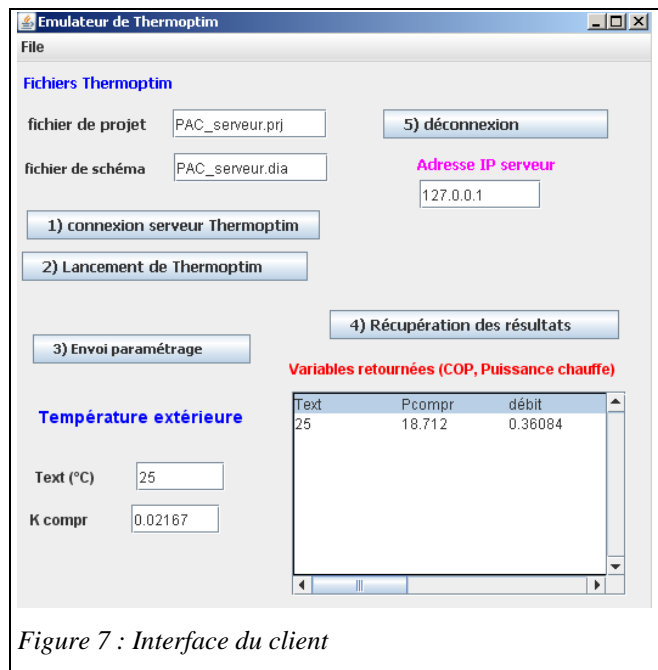 Emulateur de Thermoptim
File
Fichiers Thermoptim
fichier de projet PAC_serveur.prj 5) déconnexion
fichier de schéma PAC_serveur.dia Adresse IP serveur
127.0.0.1
1) connexion serveur Thermoptim
2) Lancement de Thermoptim
4) Récupération des résultats
3) Envoi paramétrage
Variables retournées (COP, Puissance chauffe)
Text Pcompr débit
25 18.712 0.36084
Température extérieure
Text (°C) 25
K compr 0.02167
Figure 7 : Interface du client